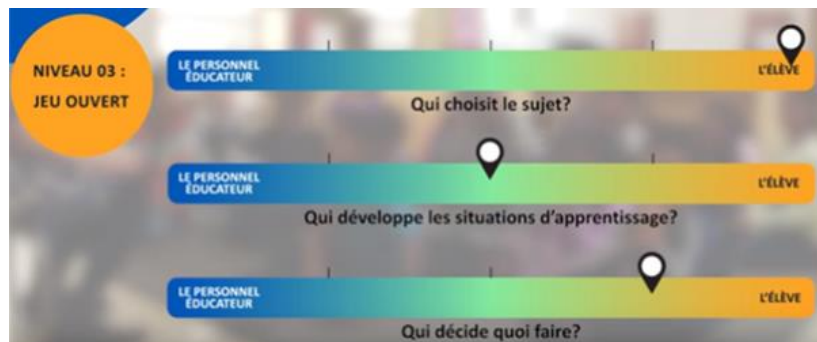 NIVEAU 03 :
JEU OUVERT
LE PERSONNEL
ÉDUCATEUR
L'ÉLÈVE
Qui choisit le sujet?
LE PERSONNEL
ÉDUCATEUR
L'ÉLÈVE
Qui développe les situations d'apprentissage?
LE PERSONNEL
ÉDUCATEUR
L'ÉLÈVE
Qui décide quoi faire?